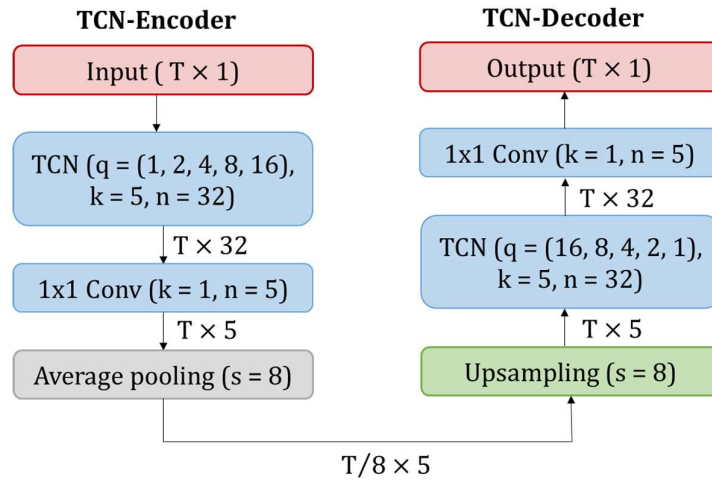 TCN-Encoder
Input ( T × 1)
TCN (q = (1, 2, 4, 8, 16),
k = 5, n = 32)
T × 32
1x1 Conv (k = 1, n = 5)
T × 5
Average pooling (s = 8)
T/8 × 5
TCN-Decoder
Output (T × 1)
1x1 Conv (k = 1, n = 5)
T × 32
TCN (q = (16, 8, 4, 2, 1),
k = 5, n = 32)
T × 5
Upsampling (s = 8)